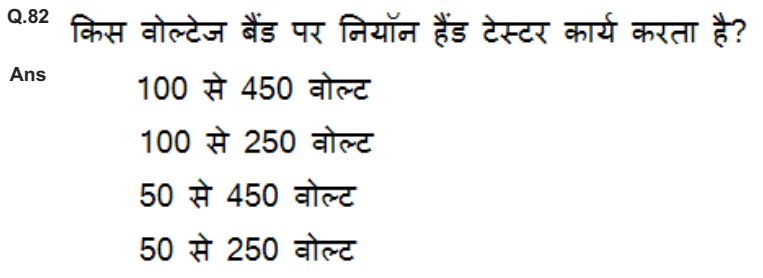 Q.82 किस वोल्टेज बैंड पर नियॉन हैंड टेस्टर कार्य करता है?
Ans 100 से 450 वोल्ट
100 से 250 वोल्ट
50 से 450 वोल्ट
50 से 250 वोल्ट